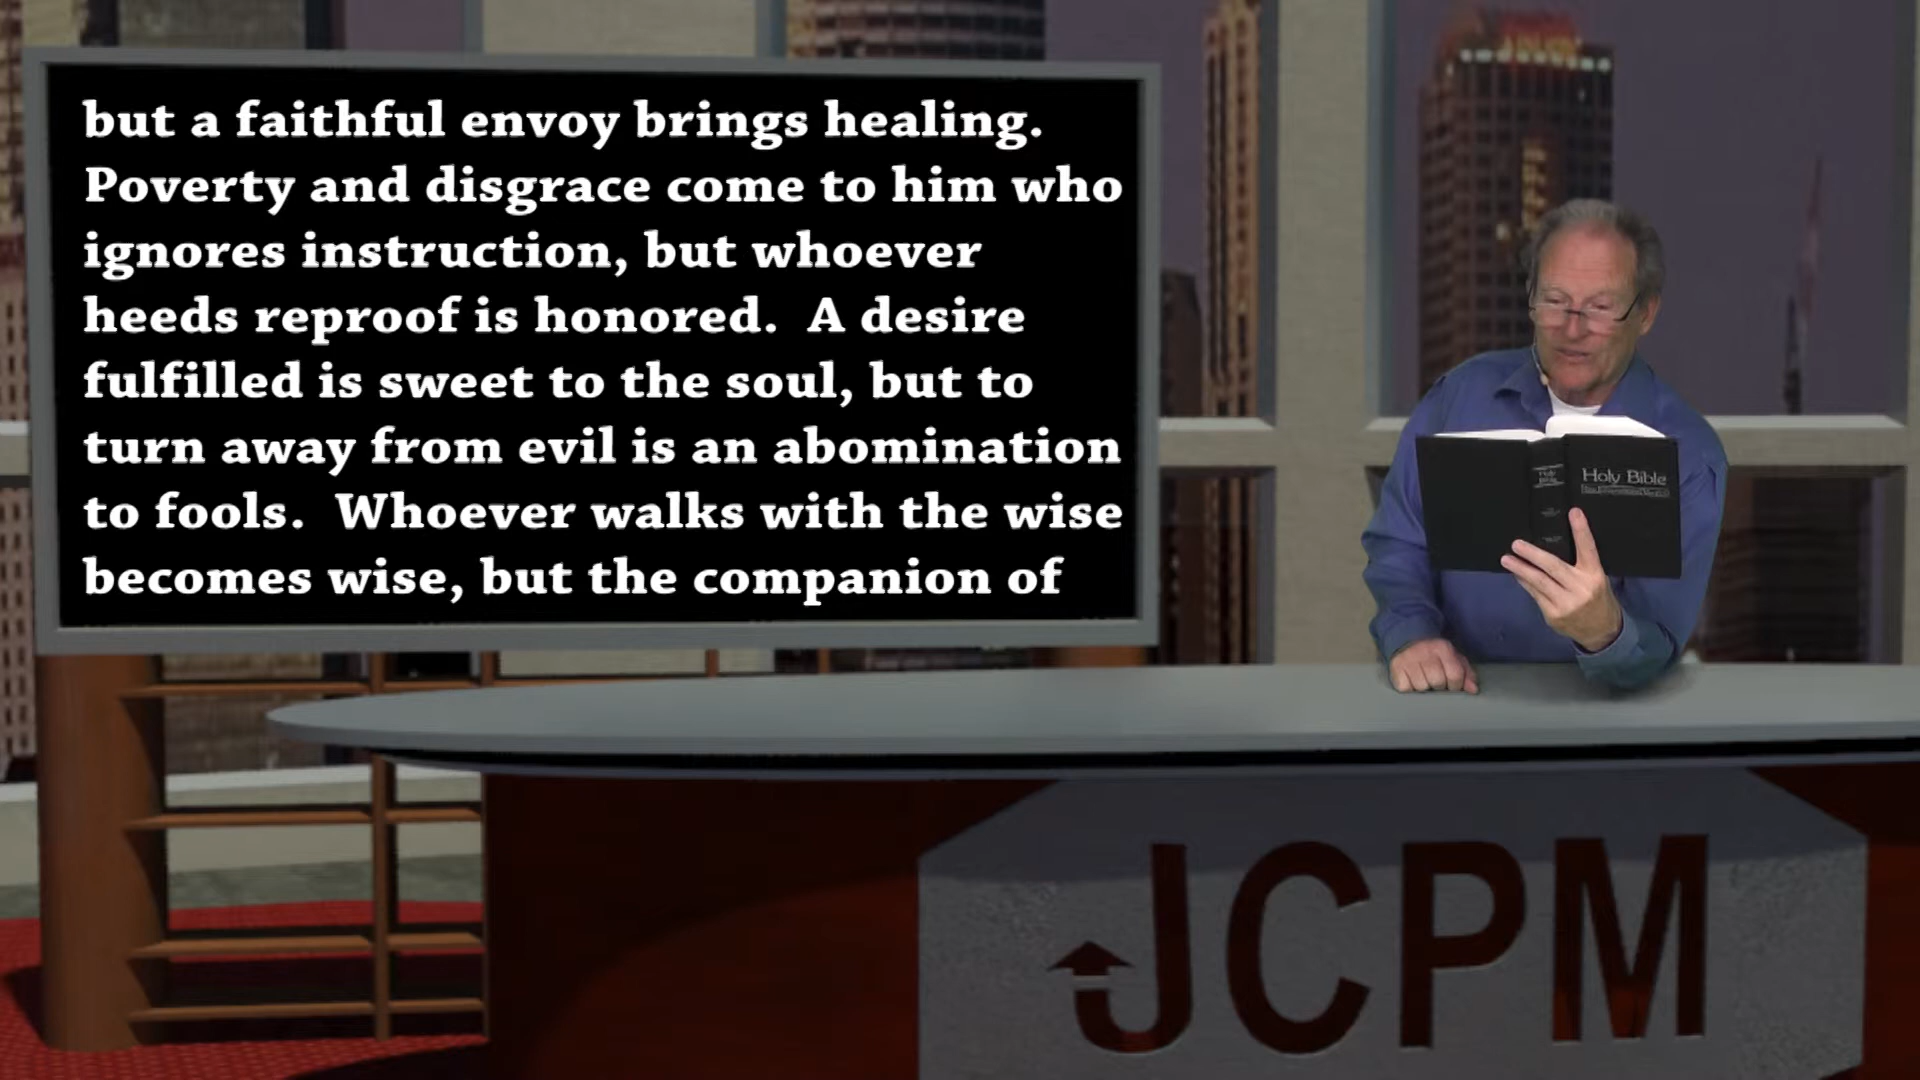 but a faithful envoy brings healing.
Poverty and disgrace come to him who
ignores instruction, but whoever
heeds reproof is honored.  A desire
fulfilled is sweet to the soul, but to
turn away from evil is an abomination
to fools.  Whoever walks with the wise
becomes wise, but the companion of
Holy Bible
Holy Bible
JCPM